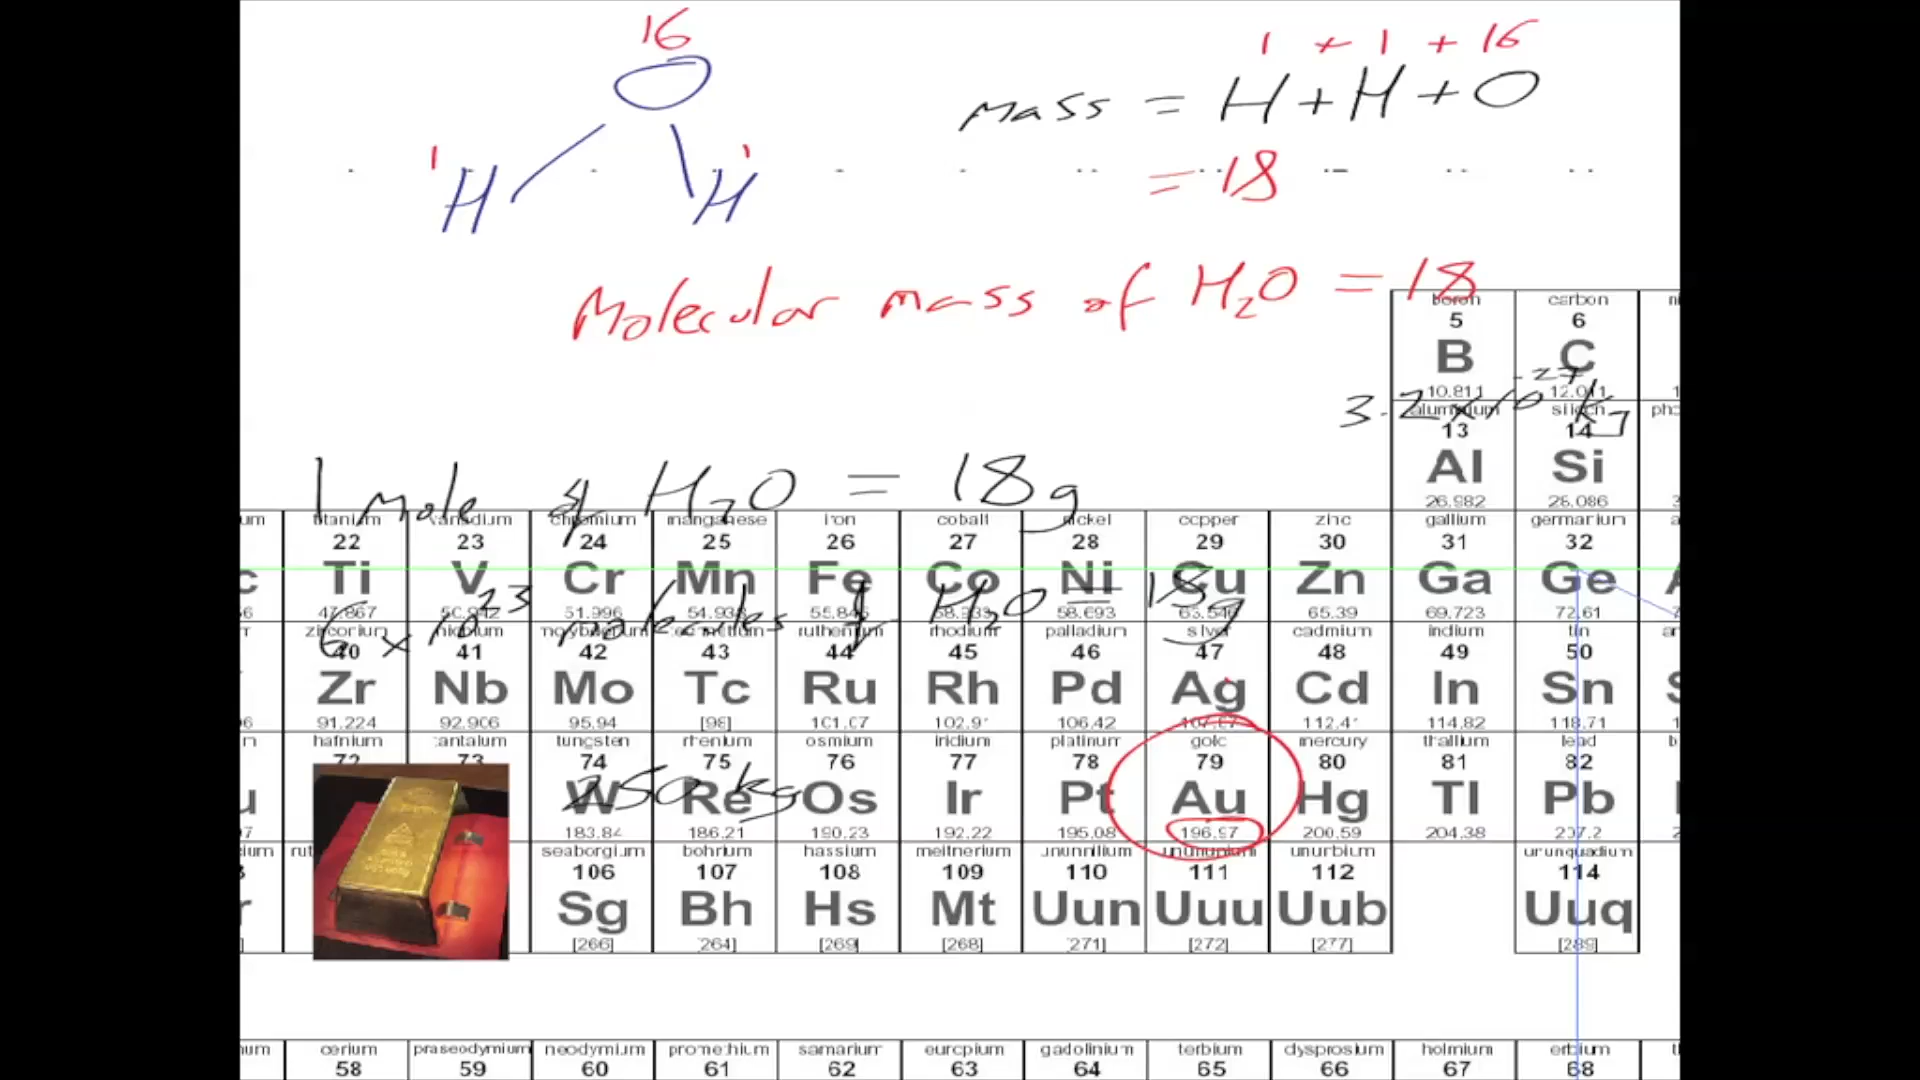 16
1 + 1 + 16
mass = H + H + O
O
1 1
H H
= 18
Molecular mass of H2O = 18
boron carbon
5 6
B C
10.811 12.011
3.2 x 10 -27 kg
13 14
Al Si
26.982 28.086
1 mole of H2O = 18g
titanium vanadium chromium manganese iron cobalt nickel copper zinc gallium germanium
22 23 24 25 26 27 28 29 30 31 32
Ti V Cr Mn Fe Co Ni Cu Zn Ga Ge
47.867 50.942 51.996 54.938 55.845 58.933 58.693 63.546 65.39 69.723 72.61
6 x 10 23 molecules of H2O = 18g
zirconium niobium molybdenum ruthenium rhodium palladium silver cadmium indium tin
40 41 42 43 44 45 46 47 48 49 50
Zr Nb Mo Tc Ru Rh Pd Ag Cd In Sn
91.224 92.906 95.94 [98] 101.07 102.91 106.42 107.87 112.41 114.82 118.71
hafnium tantalum tungsten rhenium osmium iridium platinum gold mercury thallium lead
72 73 74 75 76 77 78 79 80 81 82
250 kg
W Re Os Ir Pt Au Hg Tl Pb
183.84 186.21 190.23 192.22 195.08 196.97 200.59 204.38 207.2
seaborgium bohrium hassium meitnerium ununnilium unununium ununbium ununquadium
106 107 108 109 110 111 112 114
Sg Bh Hs Mt Uun Uuu Uub Uuq
[266] [264] [269] [268] [271] [272] [277] [289]
cerium praseodymium neodymium promethium samarium europium gadolinium terbium dysprosium holmium erbium
58 59 60 61 62 63 64 65 66 67 68